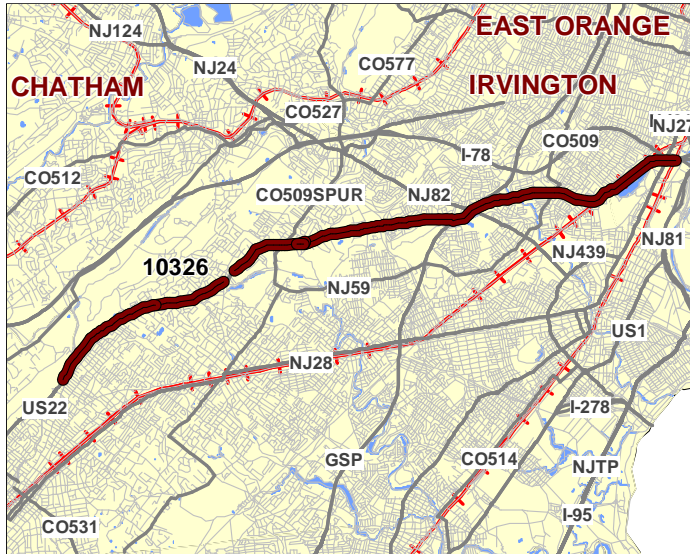 EAST ORANGE
NJ124
NJ24
CO577
CHATHAM
IRVINGTON
CO527
NJ27
CO509
I-78
CO512
CO509SPUR
NJ82
NJ81
NJ439
10326
NJ59
US1
NJ28
US22
I-278
GSP
CO514
NJTP
I-95
CO531